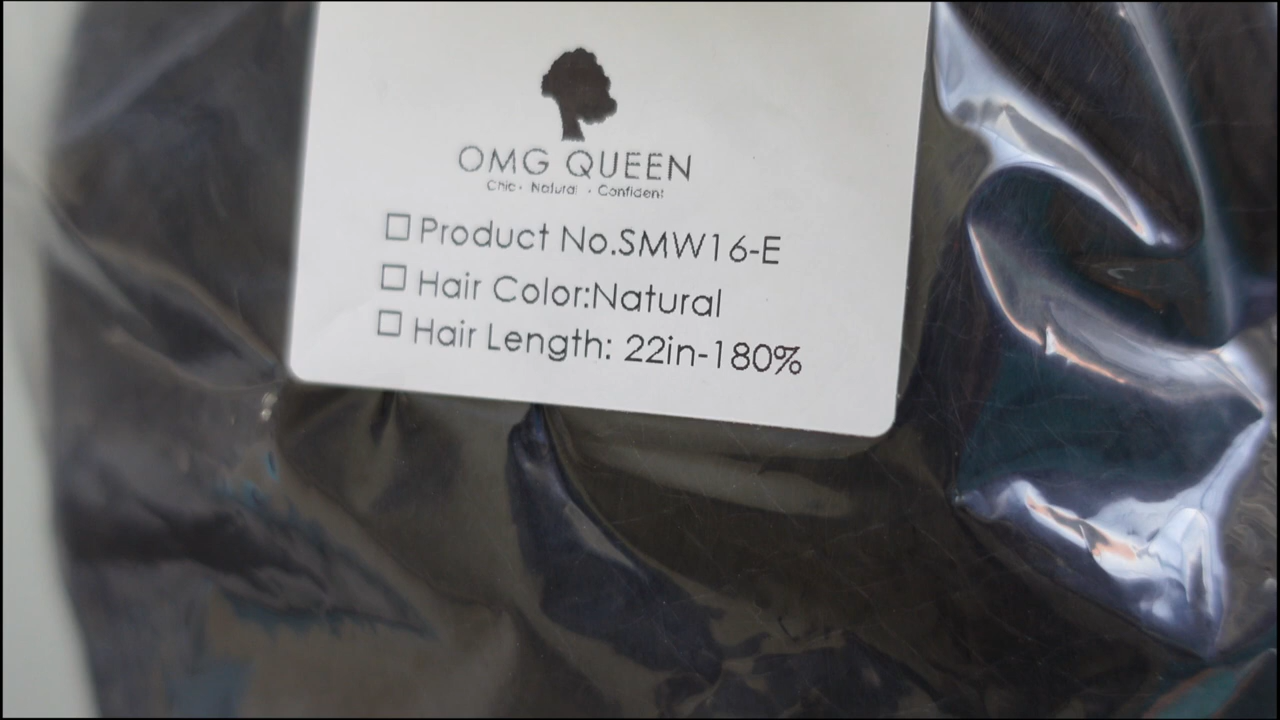 OMG QUEEN
Chic · Natural · Confident
☐ Product No.SMW16-E
☐ Hair Color:Natural
☐ Hair Length: 22in-180%